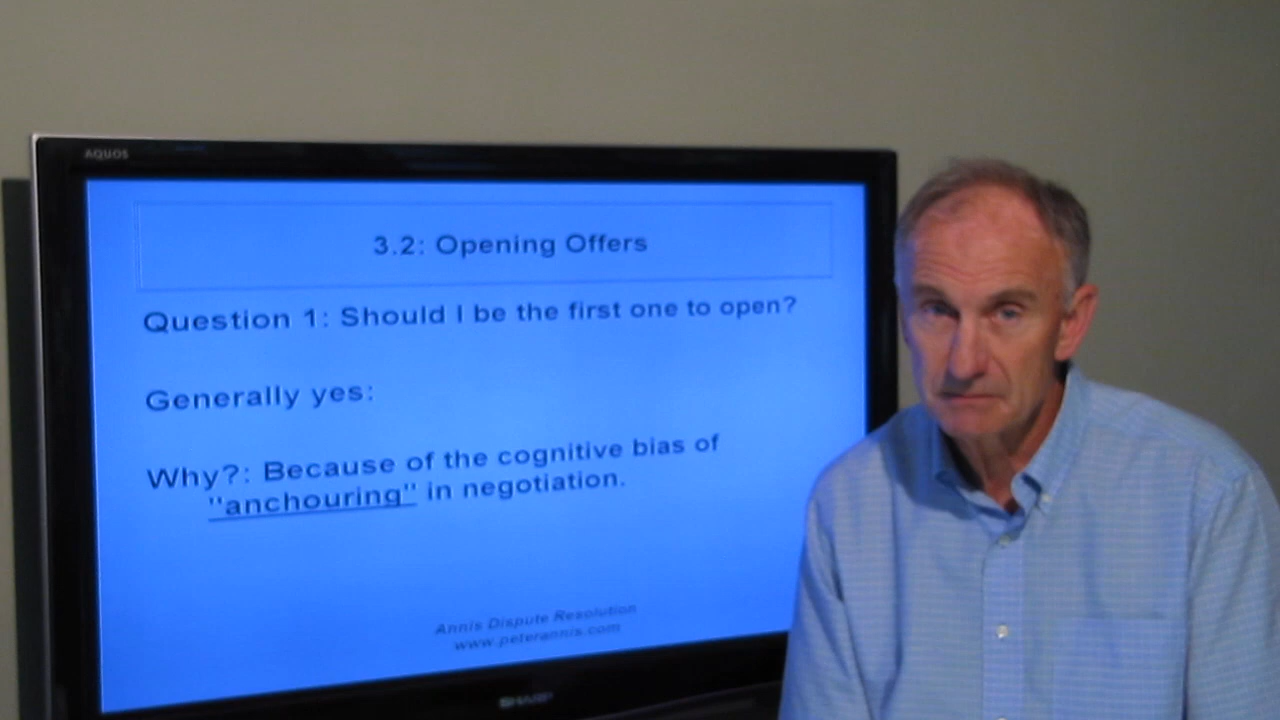 AQUOS
3.2: Opening Offers
Question 1: Should I be the first one to open?
Generally yes:
Why?: Because of the cognitive bias of
"anchouring" in negotiation.
Annis Dispute Resolution
www.peterannis.com
SHARP